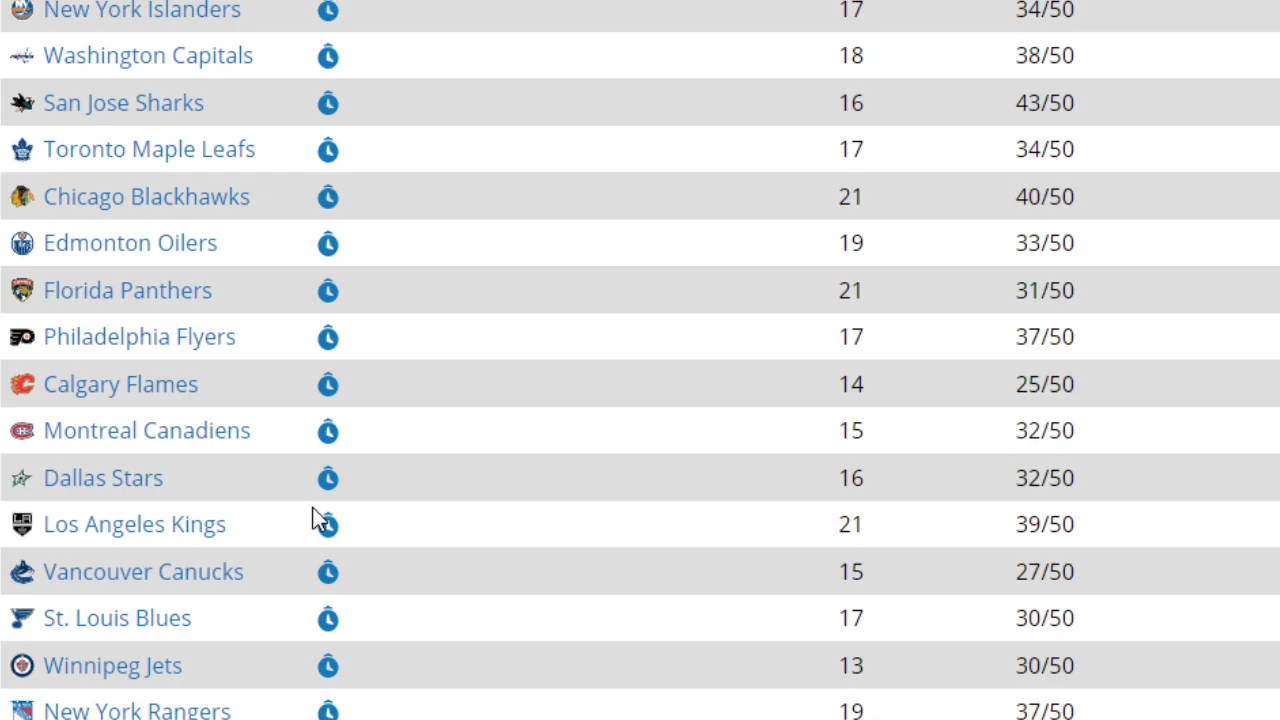 New York Islanders 17 34/50
Washington Capitals 18 38/50
San Jose Sharks 16 43/50
Toronto Maple Leafs 17 34/50
Chicago Blackhawks 21 40/50
Edmonton Oilers 19 33/50
Florida Panthers 21 31/50
Philadelphia Flyers 17 37/50
Calgary Flames 14 25/50
Montreal Canadiens 15 32/50
Dallas Stars 16 32/50
Los Angeles Kings 21 39/50
Vancouver Canucks 15 27/50
St. Louis Blues 17 30/50
Winnipeg Jets 13 30/50
New York Rangers 19 37/50